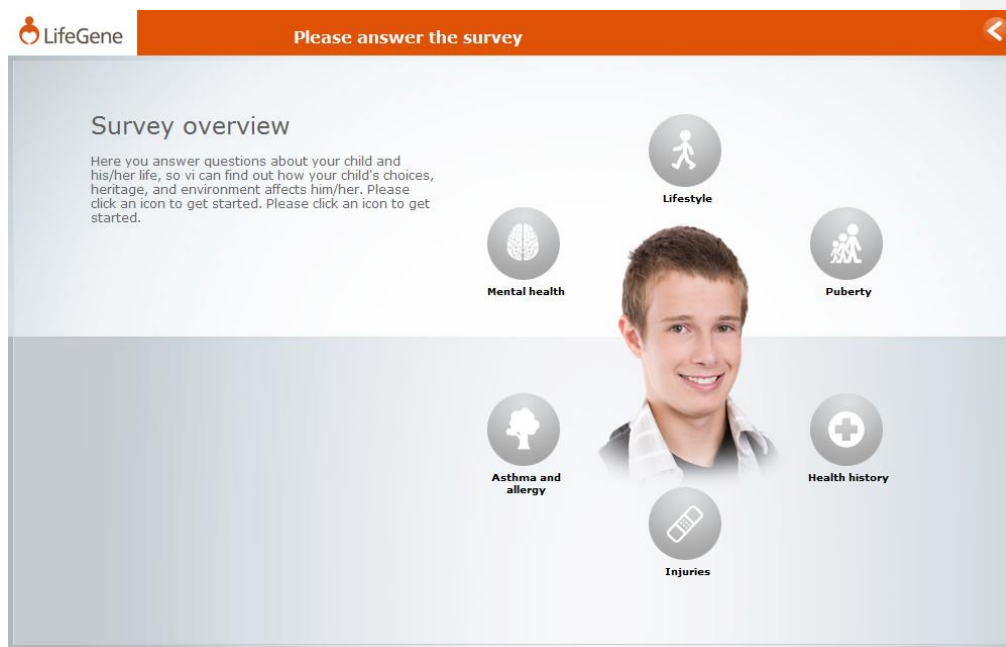 LifeGene
Please answer the survey
Survey overview
Here you answer questions about your child and
his/her life, so vi can find out how your child's choices,
heritage, and environment affects him/her. Please
click an icon to get started. Please click an icon to get
started.
Lifestyle
Mental health
Puberty
Asthma and
allergy
Health history
Injuries